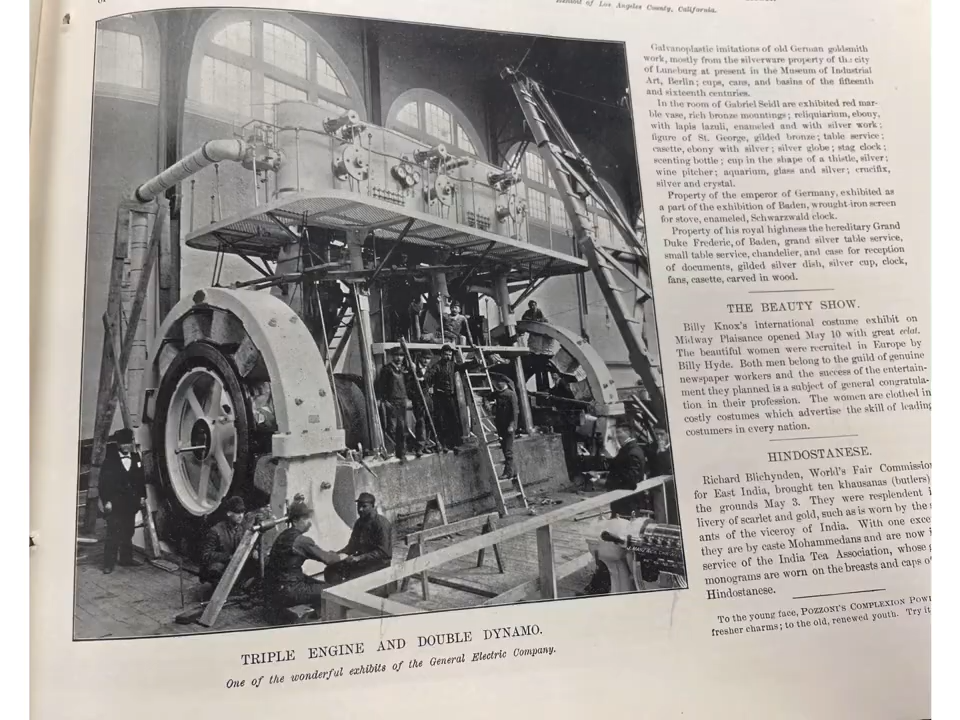 Resident of Los Angeles County, California.
TRIPLE ENGINE AND DOUBLE DYNAMO.
One of the wonderful exhibits of the General Electric Company.
Galvanoplastic imitations of old German goldsmith
work, mostly from the silverware property of the city
of Luneburg at present in the Museum of Industrial
Art, Berlin; cups, cans, and basins of the fifteenth
and sixteenth centuries.
In the room of Gabriel Seidl are exhibited red mar-
ble vase, rich bronze mountings; reliquiarium, ebony,
with lapis lazuli, enameled and with silver work;
figure of St. George, gilded bronze; table service;
casette, ebony with silver; silver globe; stag clock;
scenting bottle; cup in the shape of a thistle, silver;
wine pitcher; aquarium, glass and silver; crucifix,
silver and crystal.
Property of the emperor of Germany, exhibited as
a part of the exhibition of Baden, wrought-iron screen
for stove, enameled, Schwarzwald clock.
Property of his royal highness the hereditary Grand
Duke Frederic, of Baden, grand silver table service,
small table service, chandelier, and case for reception
of documents, gilded silver dish, silver cup, clock,
fans, casette, carved in wood.
THE BEAUTY SHOW.
Billy Knox's international costume exhibit on
Midway Plaisance opened May 10 with great eclat.
The beautiful women were recruited in Europe by
Billy Hyde. Both men belong to the guild of genuine
newspaper workers and the success of the entertain-
ment they planned is a subject of general congratula-
tion in their profession. The women are clothed in
costly costumes which advertise the skill of leading
costumers in every nation.
HINDOSTANESE.
Richard Blichynden, World's Fair Commissio
for East India, brought ten khausanas (butlers)
the grounds May 3. They were resplendent i
livery of scarlet and gold, such as is worn by the
ants of the viceroy of India. With one exce
they are by caste Mohammedans and are now i
service of the India Tea Association, whose
monograms are worn on the breasts and caps o
Hindostanese.
To the young face, POZZONI'S COMPLEXION POW
fresher charms; to the old, renewed youth. Try it